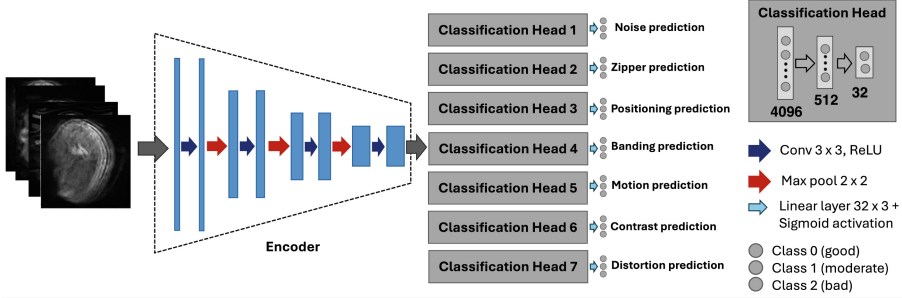 Classification Head 1
Noise prediction
Classification Head 2
Zipper prediction
Classification Head 3
Positioning prediction
Classification Head 4
Banding prediction
Classification Head 5
Motion prediction
Classification Head 6
Contrast prediction
Classification Head 7
Distortion prediction
Encoder
Classification Head
4096
512
32
Conv 3 x 3, ReLU
Max pool 2 x 2
Linear layer 32 x 3 +
Sigmoid activation
Class 0 (good)
Class 1 (moderate)
Class 2 (bad)